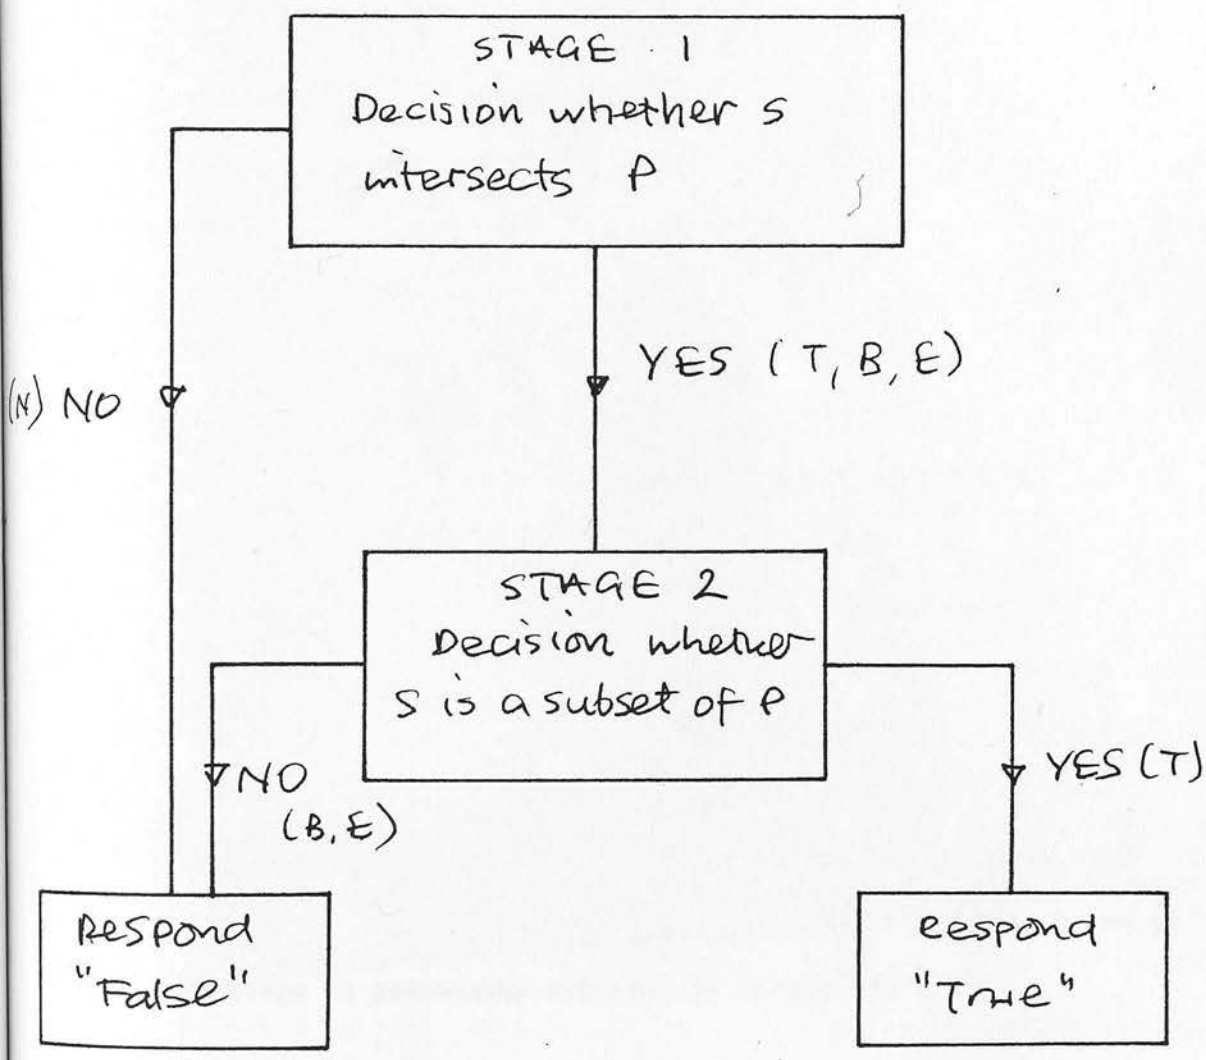 STAGE 1
Decision whether S
intersects P
YES (T, B, E)
(N) NO
STAGE 2
Decision whether
S is a subset of P
NO
(B, E)
YES (T)
Respond
"False"
Respond
"True"